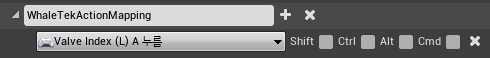 WhaleTekActionMapping
Valve Index (L) A 누름 Shift Ctrl Alt Cmd